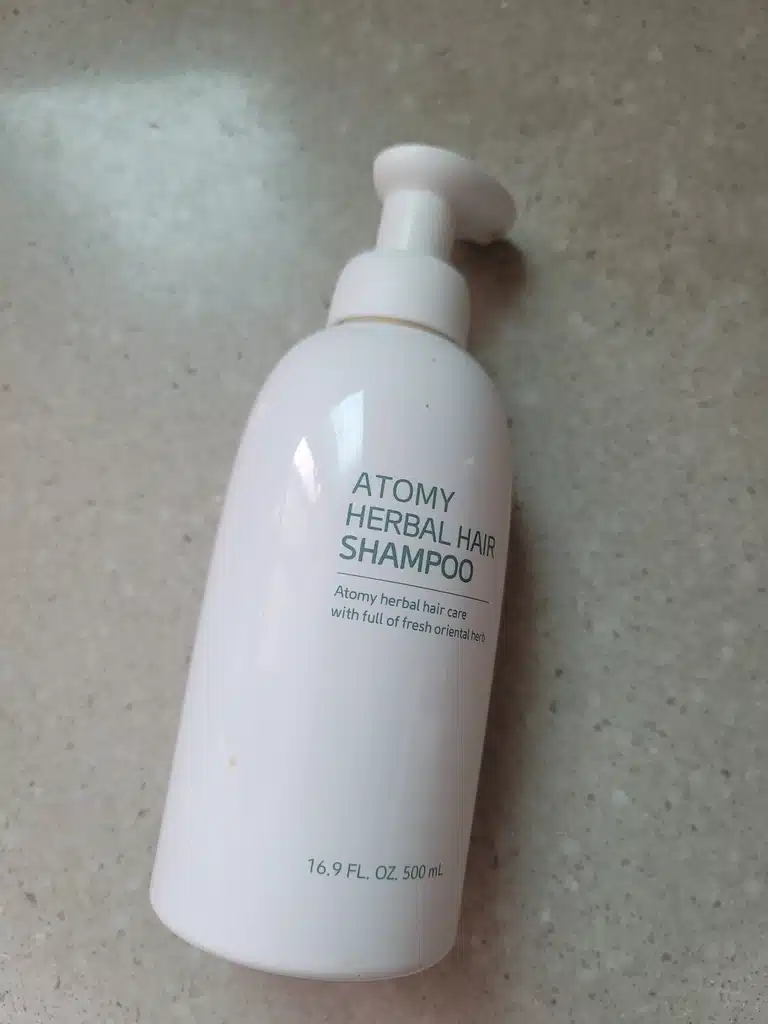 ATOMY
HERBAL HAIR
SHAMPOO
Atomy herbal hair care
with full of fresh oriental herb
16.9 FL. OZ. 500 mL